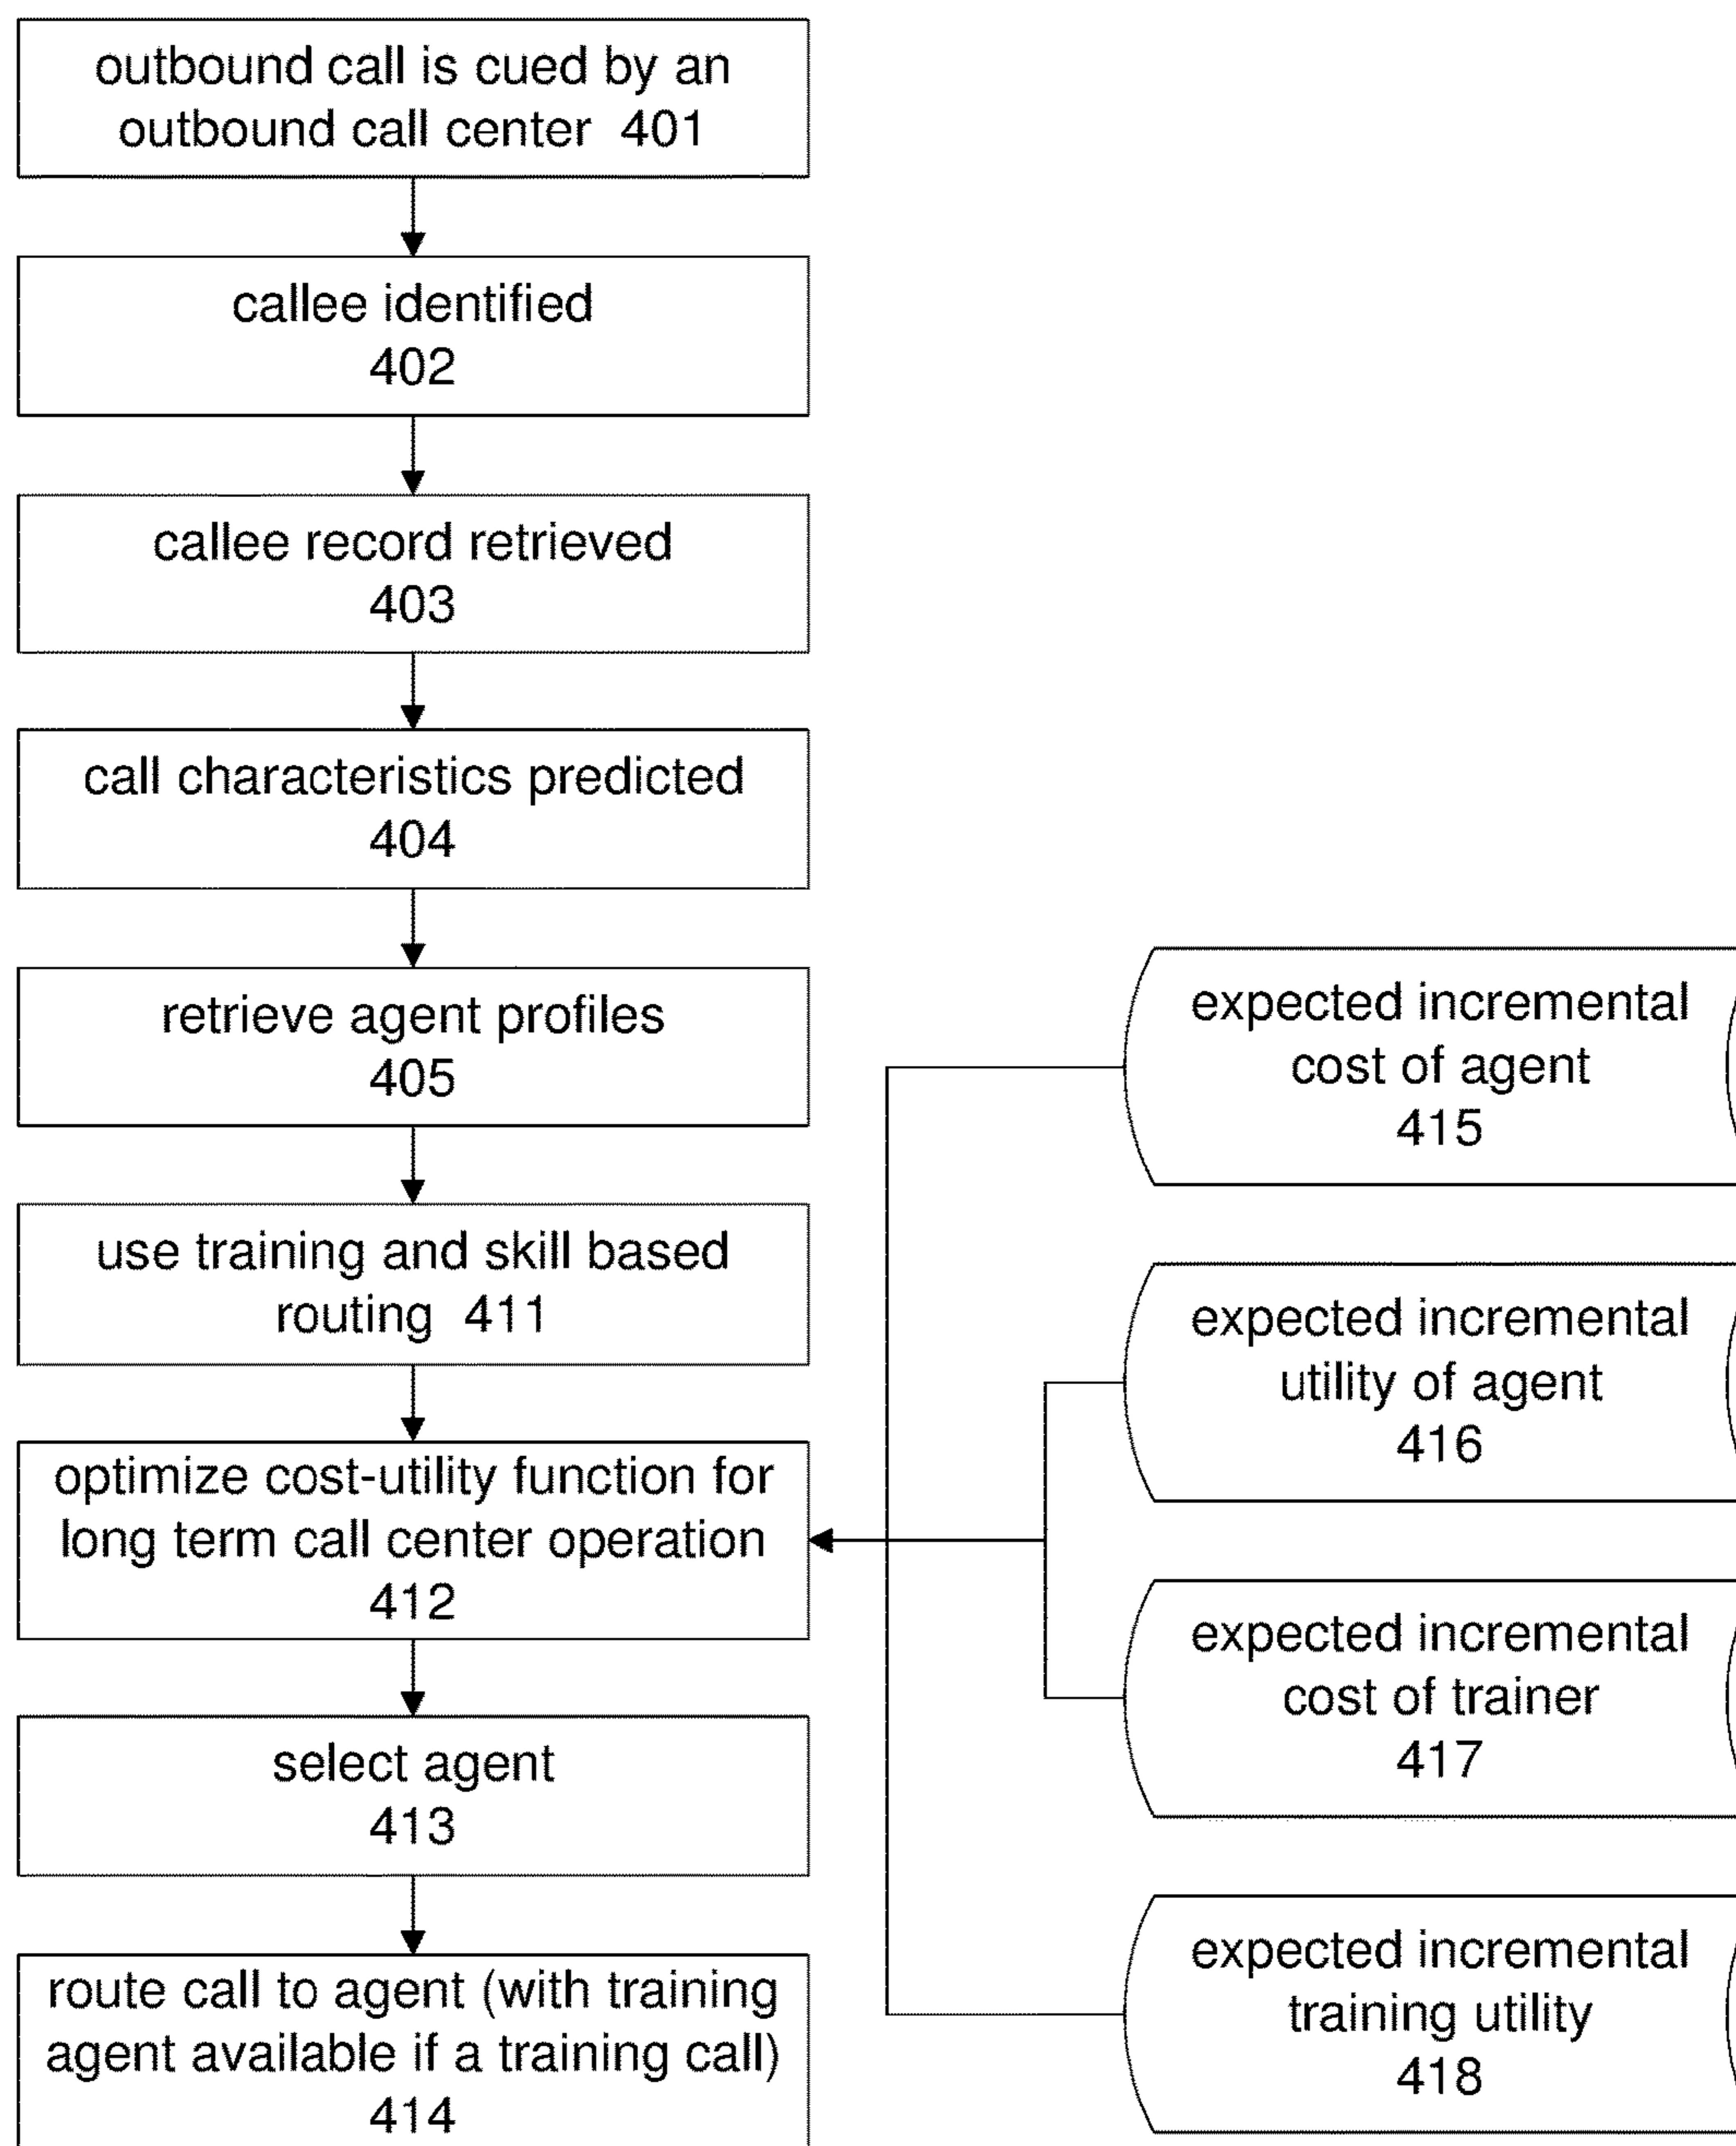 outbound call is cued by an
outbound call center 401
callee identified
402
callee record retrieved
403
call characteristics predicted
404
retrieve agent profiles
405
use training and skill based
routing 411
optimize cost-utility function for
long term call center operation
412
select agent
413
route call to agent (with training
agent available if a training call)
414
expected incremental
cost of agent
415
expected incremental
utility of agent
416
expected incremental
cost of trainer
417
expected incremental
training utility
418